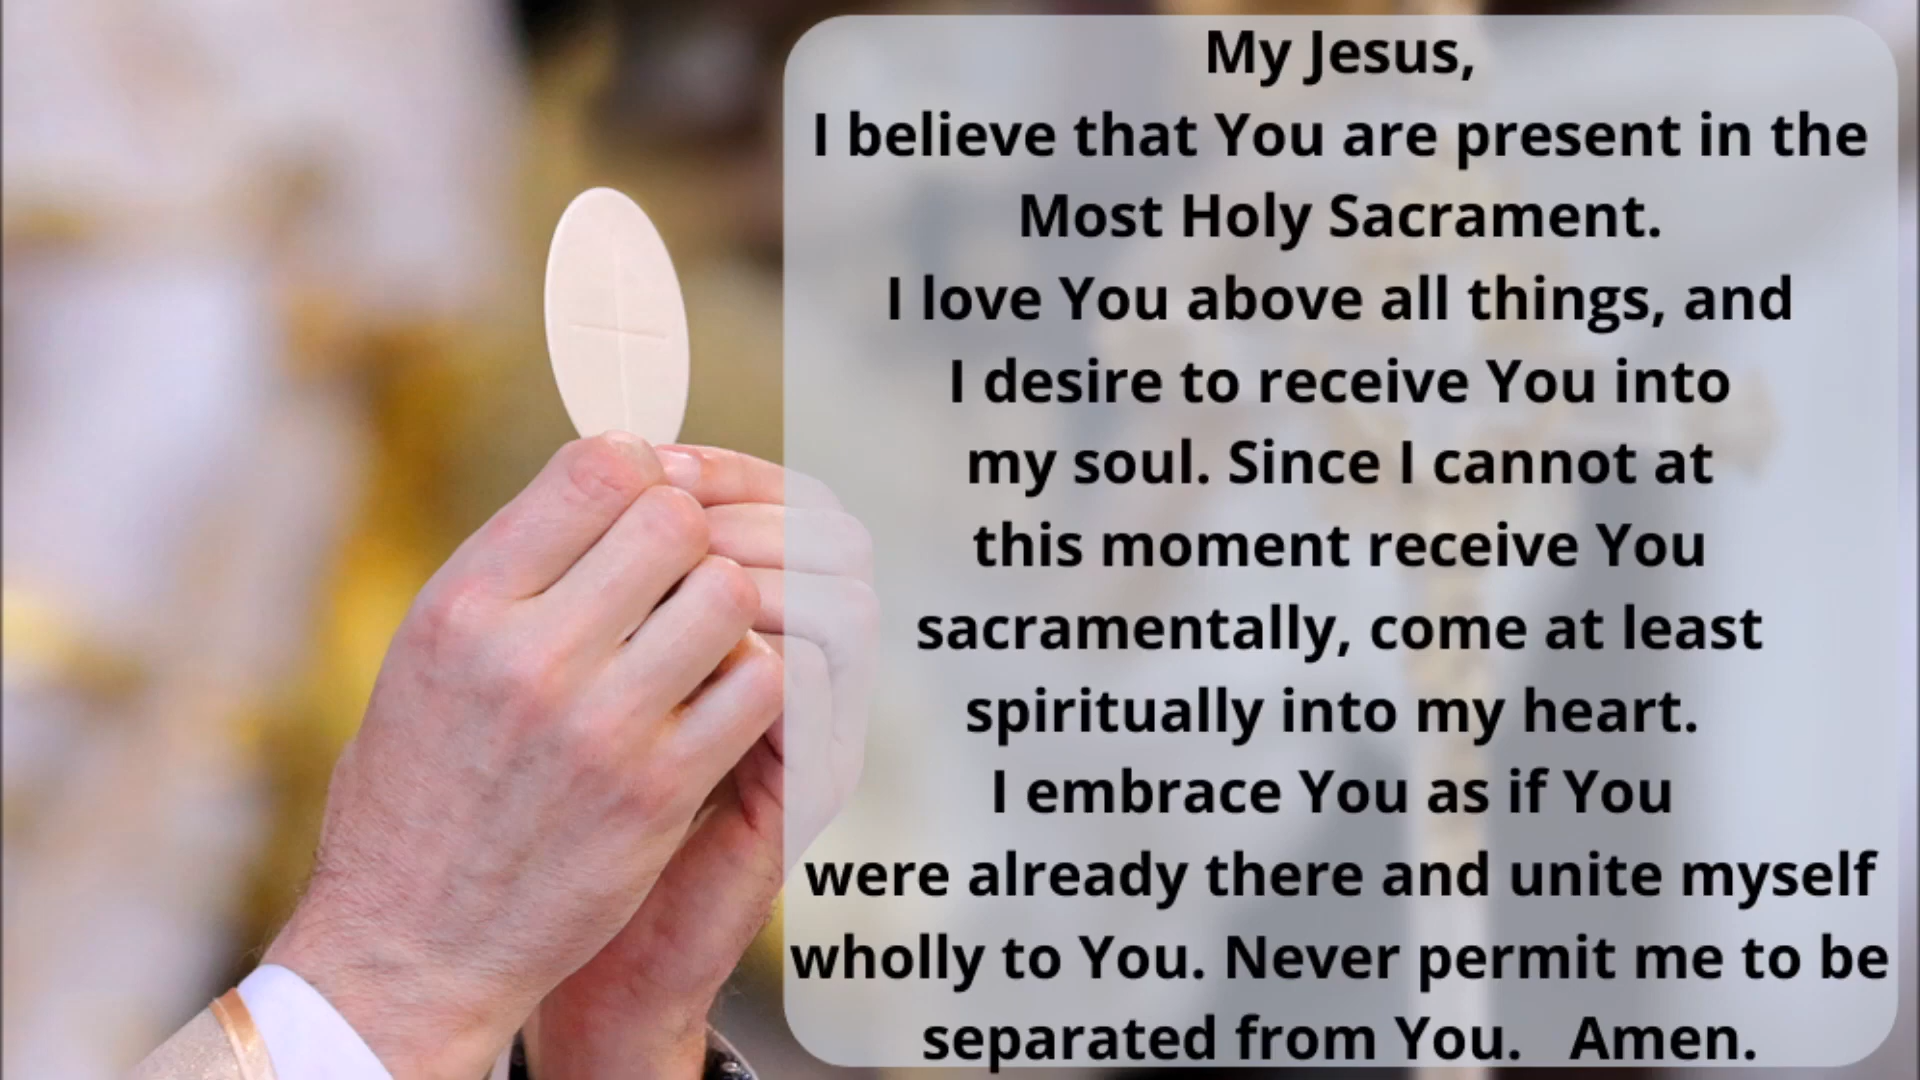 My Jesus,
I believe that You are present in the
Most Holy Sacrament.
I love You above all things, and
I desire to receive You into
my soul. Since I cannot at
this moment receive You
sacramentally, come at least
spiritually into my heart.
I embrace You as if You
were already there and unite myself
wholly to You. Never permit me to be
separated from You.   Amen.